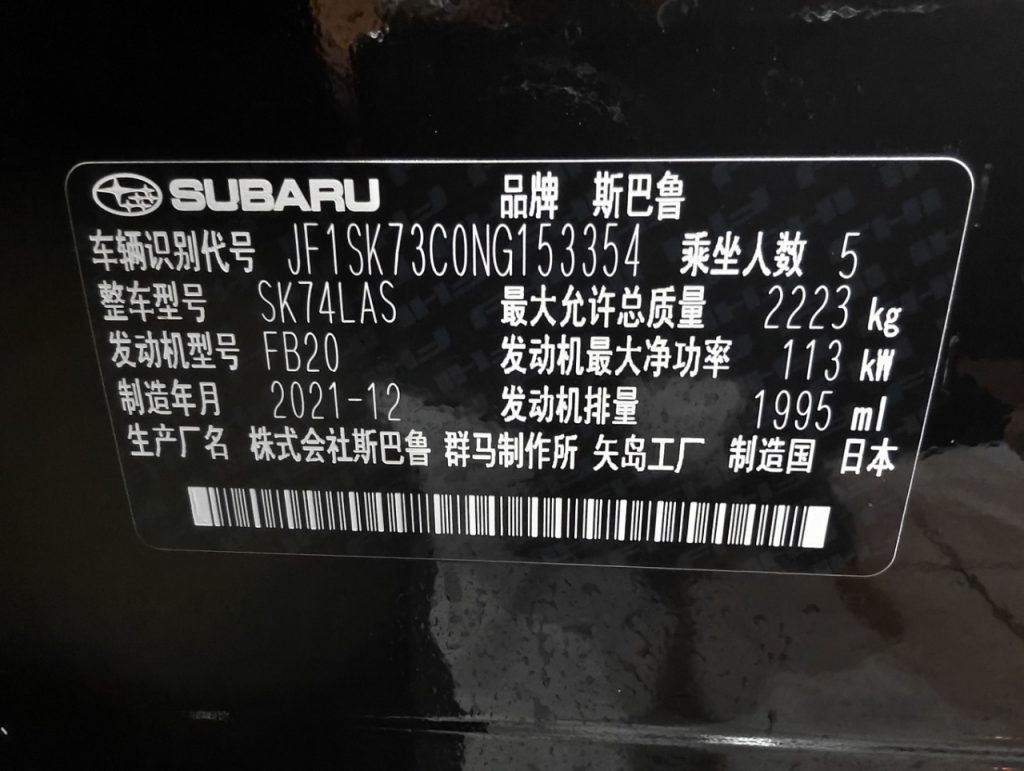 SUBARU 品牌 斯巴鲁
车辆识别代号 JF1SK73C0NG153354 乘坐人数 5
整车型号 SK74LAS 最大允许总质量 2223 kg
发动机型号 FB20 发动机最大净功率 113 kW
制造年月 2021-12 发动机排量 1995 ml
生产厂名 株式会社斯巴鲁 群马制作所 矢岛工厂 制造国 日本